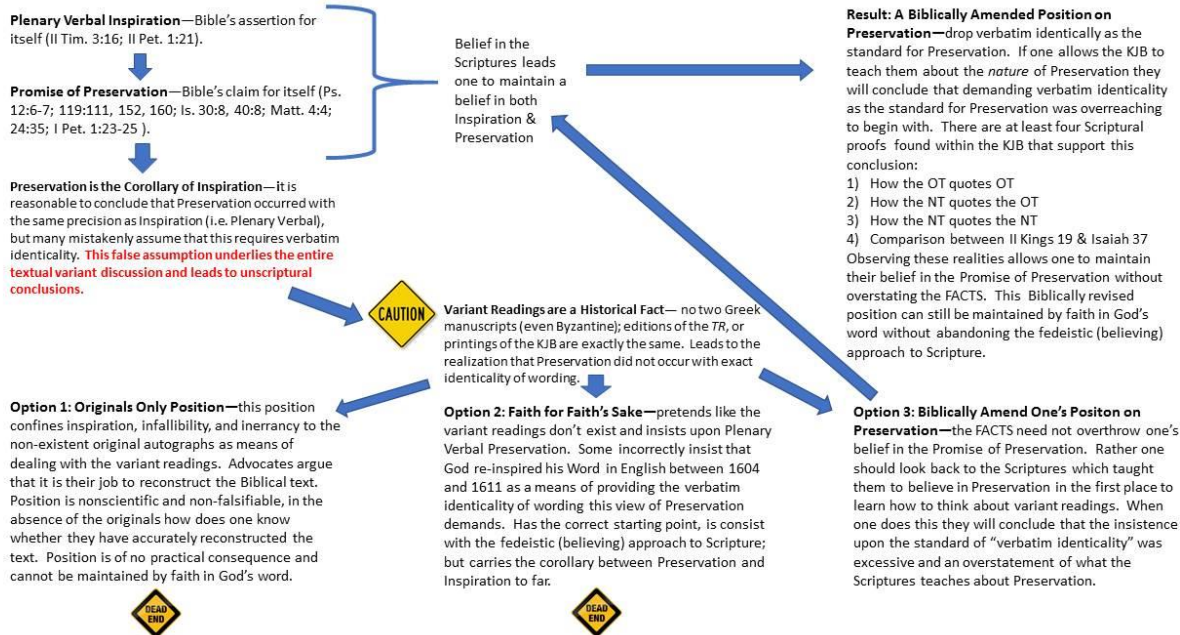 Plenary Verbal Inspiration—Bible's assertion for
itself (II Tim. 3:16; II Pet. 1:21).
Promise of Preservation—Bible's claim for itself (Ps.
12:6-7; 119:111, 152, 160; Is. 30:8, 40:8; Matt. 4:4;
24:35; I Pet. 1:23-25 ).
Preservation is the Corollary of Inspiration—it is
reasonable to conclude that Preservation occurred with
the same precision as Inspiration (i.e. Plenary Verbal),
but many mistakenly assume that this requires verbatim
identicality. This false assumption underlies the entire
textual variant discussion and leads to unscriptural
conclusions.
Belief in the
Scriptures leads
one to maintain a
belief in both
Inspiration &
Preservation
Result: A Biblically Amended Position on
Preservation—drop verbatim identically as the
standard for Preservation. If one allows the KJB to
teach them about the nature of Preservation they
will conclude that demanding verbatim identicality
as the standard for Preservation was overreaching
to begin with. There are at least four Scriptural
proofs found within the KJB that support this
conclusion:
1) How the OT quotes OT
2) How the NT quotes the OT
3) How the NT quotes the NT
4) Comparison between II Kings 19 & Isaiah 37
Observing these realities allows one to maintain
their belief in the Promise of Preservation without
overstating the FACTS. This Biblically revised
position can still be maintained by faith in God's
word without abandoning the fedeistic (believing)
approach to Scripture.
CAUTION
Variant Readings are a Historical Fact— no two Greek
manuscripts (even Byzantine); editions of the TR, or
printings of the KJB are exactly the same. Leads to the
realization that Preservation did not occur with exact
identicality of wording.
Option 1: Originals Only Position—this position
confines inspiration, infallibility, and inerrancy to the
non-existent original autographs as means of
dealing with the variant readings. Advocates argue
that it is their job to reconstruct the Biblical text.
Position is nonscientific and non-falsifiable, in the
absence of the originals how does one know
whether they have accurately reconstructed the
text. Position is of no practical consequence and
cannot be maintained by faith in God's word.
DEAD
END
Option 2: Faith for Faith's Sake—pretends like the
variant readings don't exist and insists upon Plenary
Verbal Preservation. Some incorrectly insist that
God re-inspired his Word in English between 1604
and 1611 as a means of providing the verbatim
identicality of wording this view of Preservation
demands. Has the correct starting point, is consist
with the fedeistic (believing) approach to Scripture;
but carries the corollary between Preservation and
Inspiration to far.
DEAD
END
Option 3: Biblically Amend One's Positon on
Preservation—the FACTS need not overthrow one's
belief in the Promise of Preservation. Rather one
should look back to the Scriptures which taught
them to believe in Preservation in the first place to
learn how to think about variant readings. When
one does this they will conclude that the insistence
upon the standard of "verbatim identicality" was
excessive and an overstatement of what the
Scriptures teaches about Preservation.